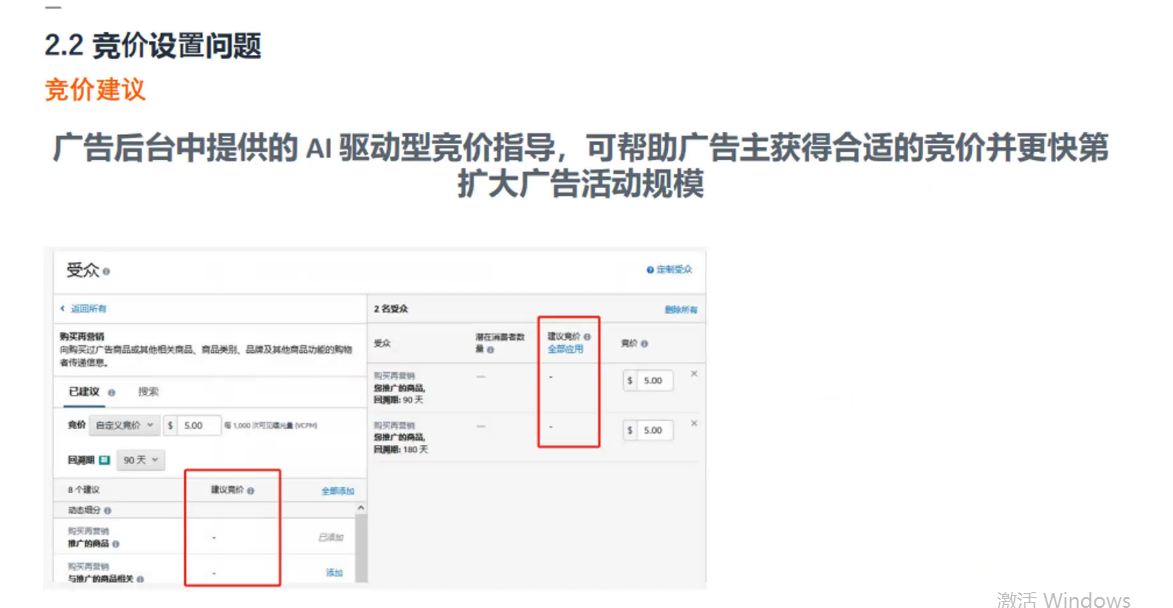 2.2 竞价设置问题
竞价建议
广告后台中提供的 AI 驱动型竞价指导，可帮助广告主获得合适的竞价并更快第
扩大广告活动规模
受众
定制受众
返回所有
购买再营销
向购买过广告商品或其他相关商品、商品类别、品牌及其他商品功能的购物
者传递信息。
已建议 搜索
竞价 自定义竞价 $ 5.00 每 1,000 次可见曝光量 (VCPM)
回溯期 90 天
8 个建议 建议竞价 全部添加
动态细分
购买再营销
推广的商品 - 已添加
购买再营销
与推广的商品相关 - 添加
2 名受众 删除所有
受众 潜在消费者数
量 建议竞价
全部应用 竞价
购买再营销
您推广的商品,
回溯期: 90 天 — - $ 5.00
购买再营销
您推广的商品,
回溯期: 180 天 — - $ 5.00
激活 Windows